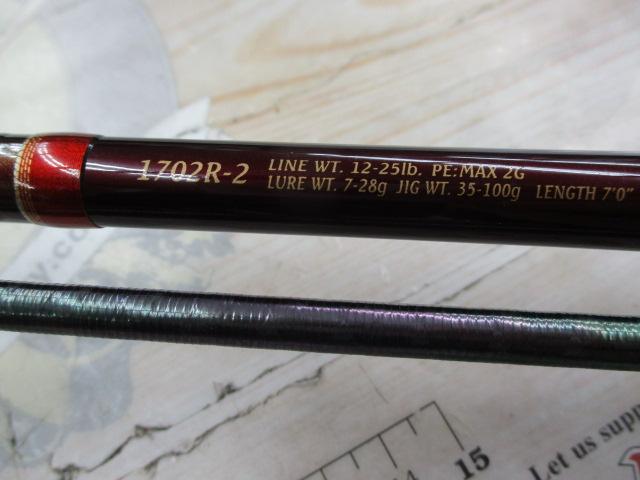 1702R-2
LINE WT. 12-25lb. PE:MAX 2G
LURE WT. 7-28g JIG WT. 35-100g LENGTH 7'0"
15
Let us supp